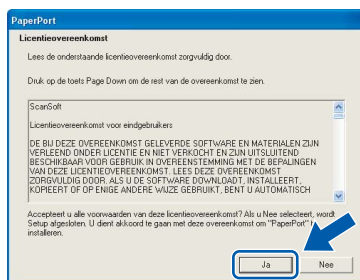 PaperPort
Licentieovereenkomst
Lees de onderstaande licentieovereenkomst zorgvuldig door.
Druk op de toets Page Down om de rest van de overeenkomst te zien.
ScanSoft
Licentieovereenkomst voor eindgebruikers
DE BIJ DEZE OVEREENKOMST GELEVERDE SOFTWARE EN MATERIALEN ZIJN
VERLEEND ONDER LICENTIE EN NIET VERKOCHT EN ZIJN UITSLUITEND
BESCHIKBAAR VOOR GEBRUIK IN OVEREENSTEMMING MET DE BEPALINGEN
VAN DEZE LICENTIEOVEREENKOMST. LEES DEZE OVEREENKOMST
ZORGVULDIG DOOR. ALS U DE SOFTWARE DOWNLOADT, INSTALLEERT,
KOPIEERT OF OP ENIGE ANDERE WIJZE GEBRUIKT, BENT U AUTOMATISCH
Accepteert u alle voorwaarden van deze licentieovereenkomst? Als u Nee selecteert, wordt
Setup afgesloten. U dient akkoord te gaan met deze overeenkomst om "PaperPort"
installeren.
Ja
Nee